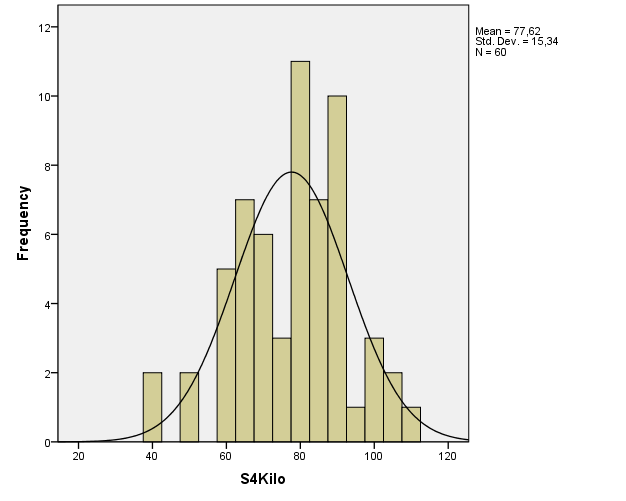 Mean = 77,62
Std. Dev. = 15,34
N = 60
12
10
8
6
4
2
0
Frequency
20 40 60 80 100 120
S4Kilo